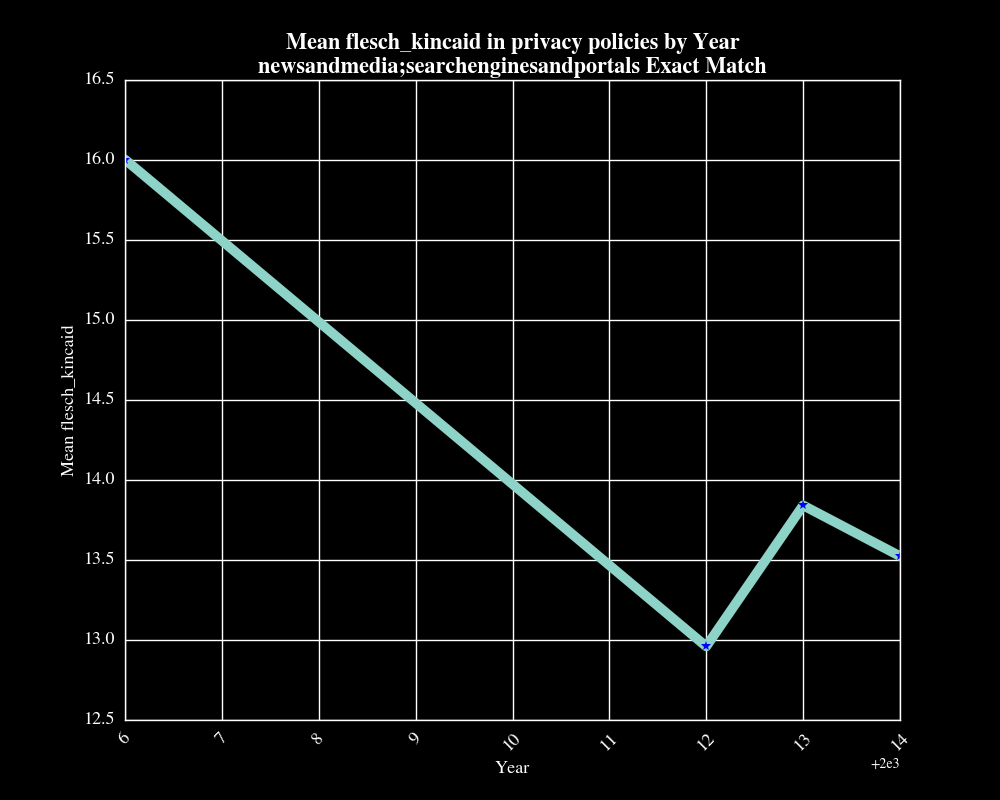 Mean flesch_kincaid in privacy policies by Year
newsandmedia;searchenginesandportals Exact Match
16.5
16.0
15.5
15.0
14.5
14.0
13.5
13.0
12.5
Mean flesch_kincaid
6 7 8 9 10 11 12 13 14
+2e3
Year